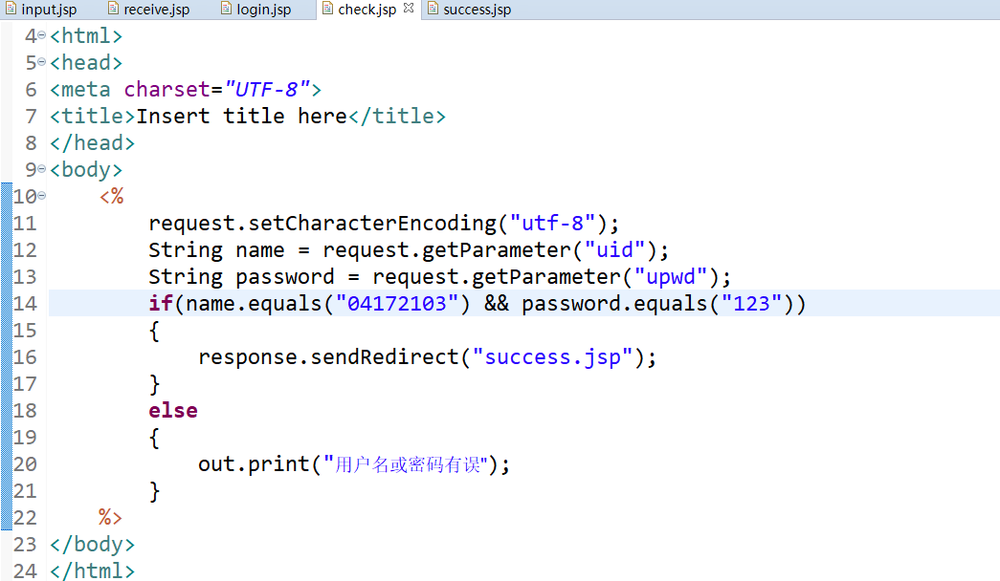 input.jsp receive.jsp login.jsp check.jsp success.jsp
4 <html>
5 <head>
6 <meta charset="UTF-8">
7 <title>Insert title here</title>
8 </head>
9 <body>
10 <%
11 request.setCharacterEncoding("utf-8");
12 String name = request.getParameter("uid");
13 String password = request.getParameter("upwd");
14 if(name.equals("04172103") && password.equals("123"))
15 {
16 response.sendRedirect("success.jsp");
17 }
18 else
19 {
20 out.print("用户名或密码有误");
21 }
22 %>
23 </body>
24 </html>